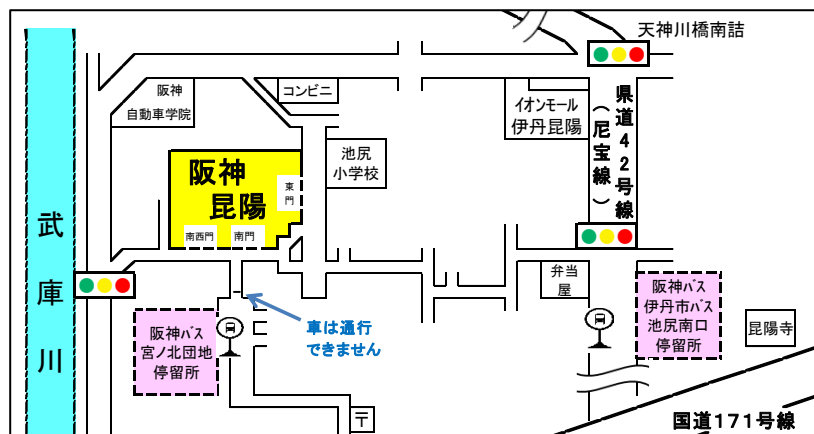 天神川橋南詰
阪神
自動車学院
コンビニ
イオンモール
伊丹昆陽
県道42号線
（尼宝線）
池尻
小学校
阪神
昆陽
東門
南西門
南門
武庫川
弁当
屋
阪神バス
伊丹市バス
池尻南口
停留所
昆陽寺
車は通行
できません
阪神バス
宮ノ北団地
停留所
〒
国道171号線